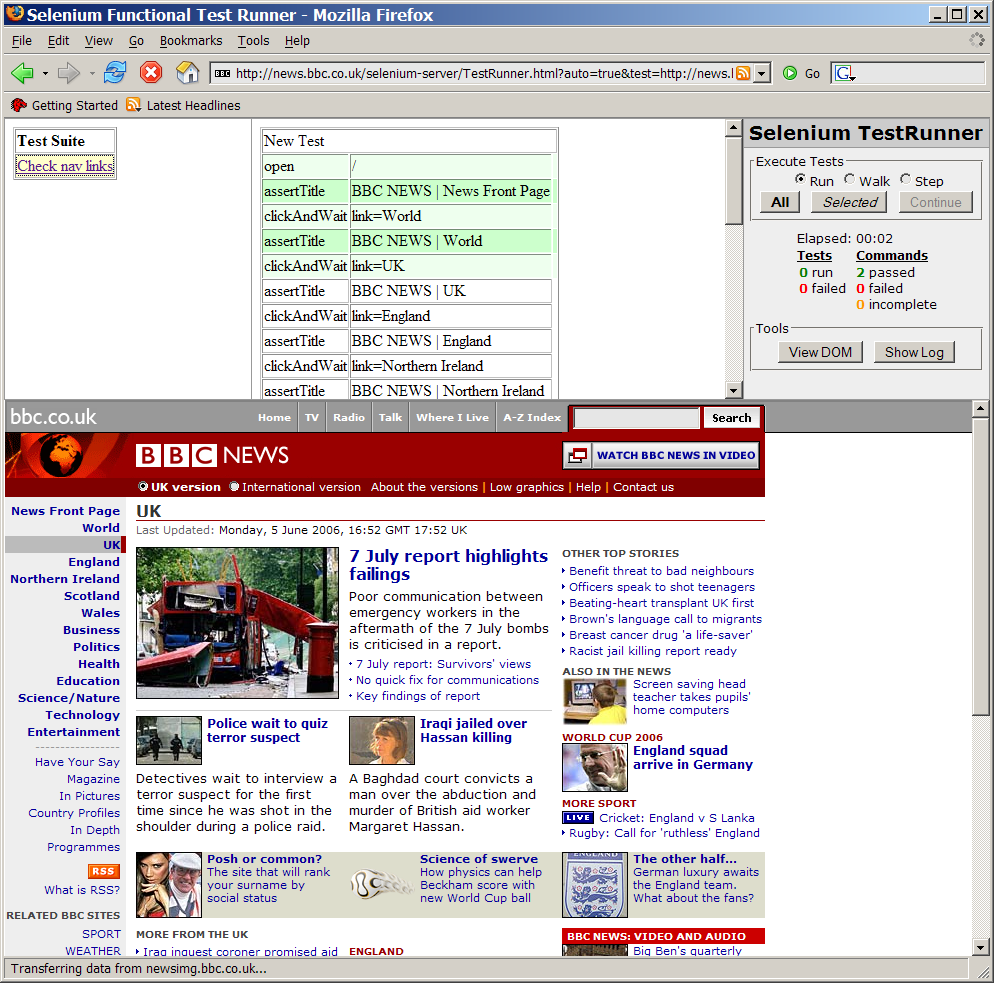 Selenium Functional Test Runner - Mozilla Firefox
File Edit View Go Bookmarks Tools Help
BBC http://news.bbc.co.uk/selenium-server/TestRunner.html?auto=true&test=http://news.l Go G
Getting Started Latest Headlines
Test Suite
Check nav links
New Test
open /
assertTitle BBC NEWS | News Front Page
clickAndWait link=World
assertTitle BBC NEWS | World
clickAndWait link=UK
assertTitle BBC NEWS | UK
clickAndWait link=England
assertTitle BBC NEWS | England
clickAndWait link=Northern Ireland
assertTitle BBC NEWS | Northern Ireland
Selenium TestRunner
Execute Tests
Run Walk Step
All Selected Continue
Elapsed: 00:02
Tests Commands
0 run 2 passed
0 failed 0 failed
0 incomplete
Tools
View DOM Show Log
bbc.co.uk Home TV Radio Talk Where I Live A-Z Index Search
BBC NEWS WATCH BBC NEWS IN VIDEO
UK version International version About the versions | Low graphics | Help | Contact us
News Front Page
World
UK
England
Northern Ireland
Scotland
Wales
Business
Politics
Health
Education
Science/Nature
Technology
Entertainment
Have Your Say
Magazine
In Pictures
Country Profiles
In Depth
Programmes
RSS
What is RSS?
RELATED BBC SITES
SPORT
WEATHER
UK
Last Updated: Monday, 5 June 2006, 16:52 GMT 17:52 UK
7 July report highlights
failings
Poor communication between
emergency workers in the
aftermath of the 7 July bombs
is criticised in a report.
7 July report: Survivors' views
No quick fix for communications
Key findings of report
Police wait to quiz
terror suspect
Detectives wait to interview a
terror suspect for the first
time since he was shot in the
shoulder during a police raid.
Iraqi jailed over
Hassan killing
A Baghdad court convicts a
man over the abduction and
murder of British aid worker
Margaret Hassan.
OTHER TOP STORIES
Benefit threat to bad neighbours
Officers speak to shot teenagers
Beating-heart transplant UK first
Brown's language call to migrants
Breast cancer drug 'a life-saver'
Racist jail killing report ready
ALSO IN THE NEWS
Screen saving head
teacher takes pupils'
home computers
WORLD CUP 2006
England squad
arrive in Germany
MORE SPORT
LIVE Cricket: England v S Lanka
Rugby: Call for 'ruthless' England
Posh or common?
The site that will rank
your surname by
social status
Science of swerve
How physics can help
Beckham score with
new World Cup ball
ENGLAND
The other half...
German luxury awaits
the England team.
What about the fans?
MORE FROM THE UK
Iraq inquest coroner promised aid
ENGLAND
BBC NEWS: VIDEO AND AUDIO
Big Ben's quarterly
Transferring data from newsimg.bbc.co.uk...